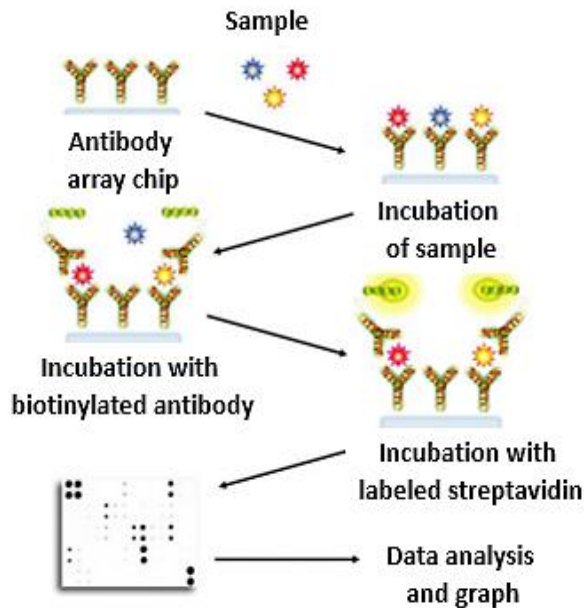 Sample
Antibody
array chip
Incubation
of sample
Incubation with
biotinylated antibody
Incubation with
labeled streptavidin
Data analysis
and graph